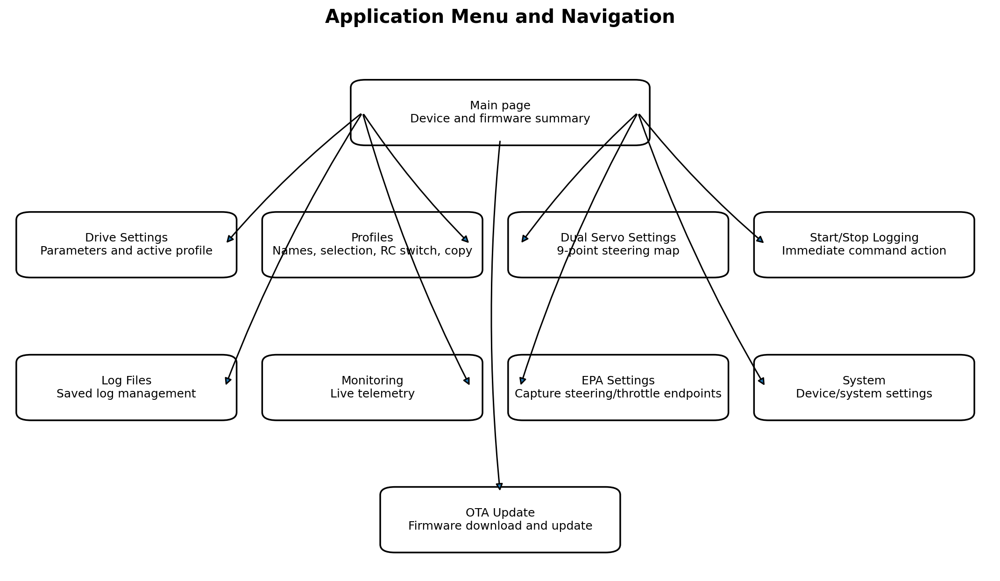 Application Menu and Navigation
Main page
Device and firmware summary
Drive Settings
Parameters and active profile
Profiles
Names, selection, RC switch, copy
Dual Servo Settings
9-point steering map
Start/Stop Logging
Immediate command action
Log Files
Saved log management
Monitoring
Live telemetry
EPA Settings
Capture steering/throttle endpoints
System
Device/system settings
OTA Update
Firmware download and update